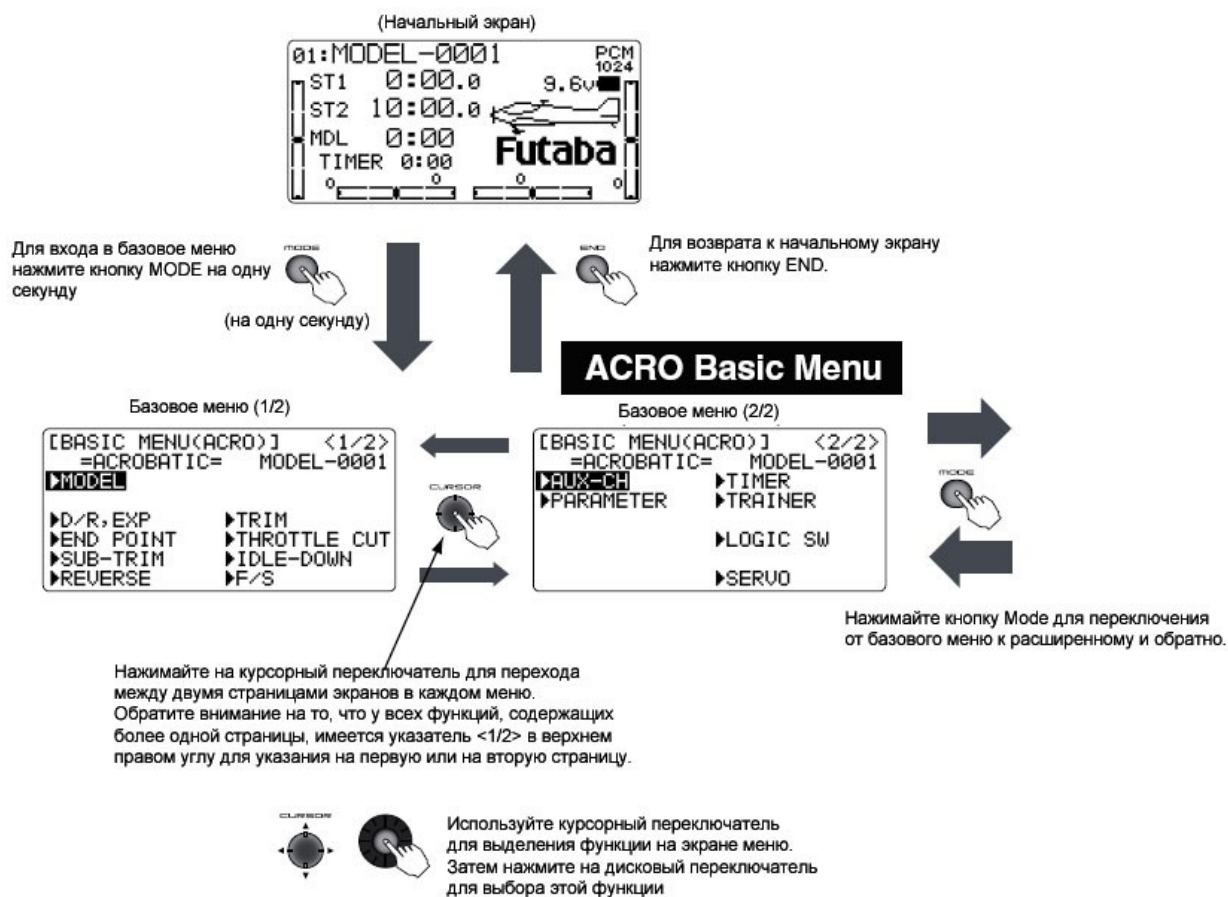 (Начальный экран)
01:MODEL-0001 PCM
1024
ST1 0:00.0 9.6v
ST2 10:00.0
MDL 0:00
TIMER 0:00
Futaba
0 0 0 0
Для входа в базовое меню
нажмите кнопку MODE на одну
секунду
MODE
(на одну секунду)
END
Для возврата к начальному экрану
нажмите кнопку END.
ACRO Basic Menu
Базовое меню (1/2)
[BASIC MENU(ACRO)] <1/2>
=ACROBATIC= MODEL-0001
▶MODEL
▶D/R,EXP ▶TRIM
▶END POINT ▶THROTTLE CUT
▶SUB-TRIM ▶IDLE-DOWN
▶REVERSE ▶F/S
CURSOR
Базовое меню (2/2)
[BASIC MENU(ACRO)] <2/2>
=ACROBATIC= MODEL-0001
▶AUX-CH ▶TIMER
▶PARAMETER ▶TRAINER
▶LOGIC SW
▶SERVO
MODE
Нажимайте кнопку Mode для переключения
от базового меню к расширенному и обратно.
Нажимайте на курсорный переключатель для перехода
между двумя страницами экранов в каждом меню.
Обратите внимание на то, что у всех функций, содержащих
более одной страницы, имеется указатель <1/2> в верхнем
правом углу для указания на первую или на вторую страницу.
CURSOR
Используйте курсорный переключатель
для выделения функции на экране меню.
Затем нажмите на дисковый переключатель
для выбора этой функции